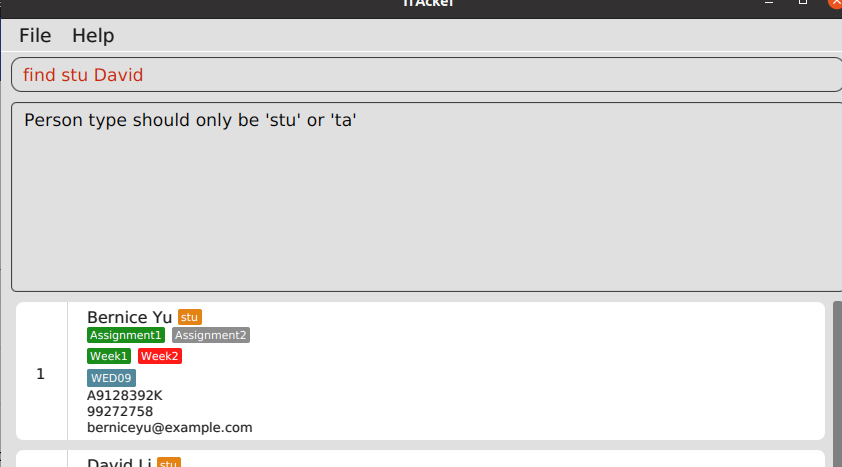 iTAcker
File Help
find stu David
Person type should only be 'stu' or 'ta'
Bernice Yu stu
Assignment1 Assignment2
Week1 Week2
1
WED09
A9128392K
99272758
berniceyu@example.com
David Li stu